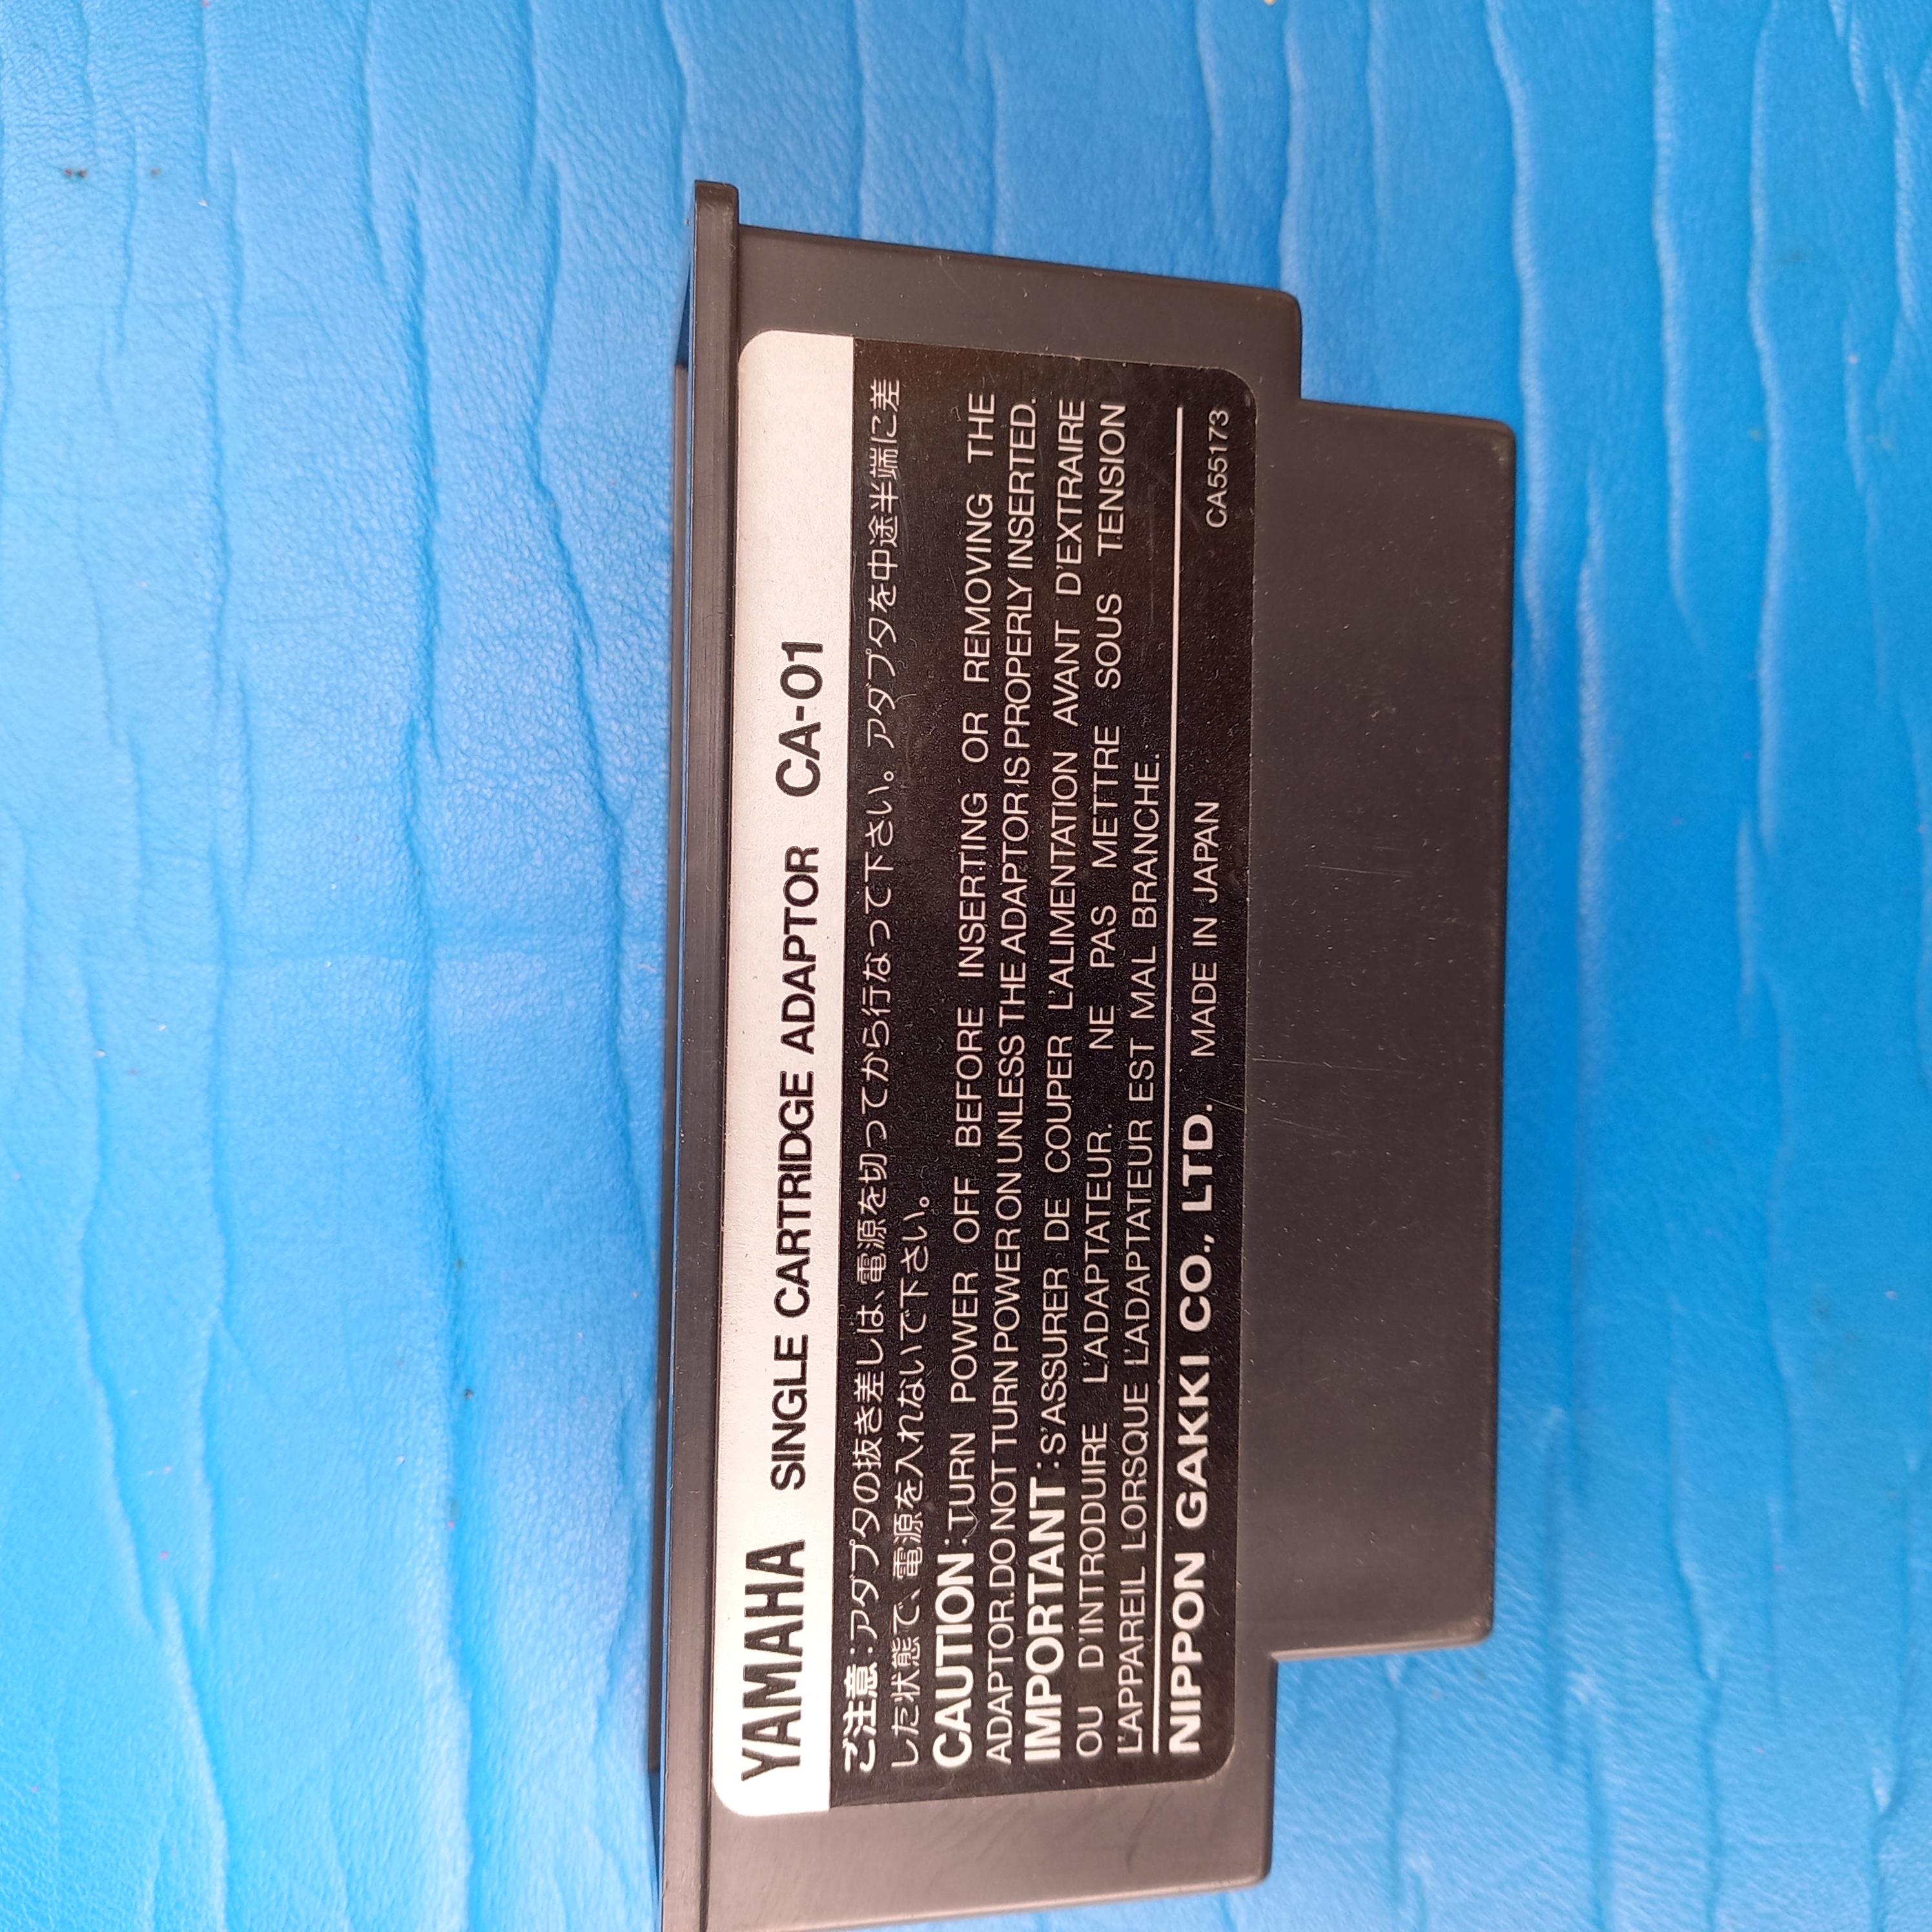 YAMAHA SINGLE CARTRIDGE ADAPTOR CA-01
ご注意:アダプタの抜き差しは、電源を切ってから行なって下さい。アダプタを中途半端に差
した状態で、電源を入れないで下さい。
CAUTION:TURN POWER OFF BEFORE INSERTING OR REMOVING THE
ADAPTOR.DO NOT TURN POWER ON UNLESS THE ADAPTOR IS PROPERLY INSERTED.
IMPORTANT:S'ASSURER DE COUPER L'ALIMENTATION AVANT D'EXTRAIRE
OU D'INTRODUIRE L'ADAPTATEUR. NE PAS METTRE SOUS TENSION
L'APPAREIL LORSQUE L'ADAPTATEUR EST MAL BRANCHE.
NIPPON GAKKI CO., LTD. MADE IN JAPAN CA55173